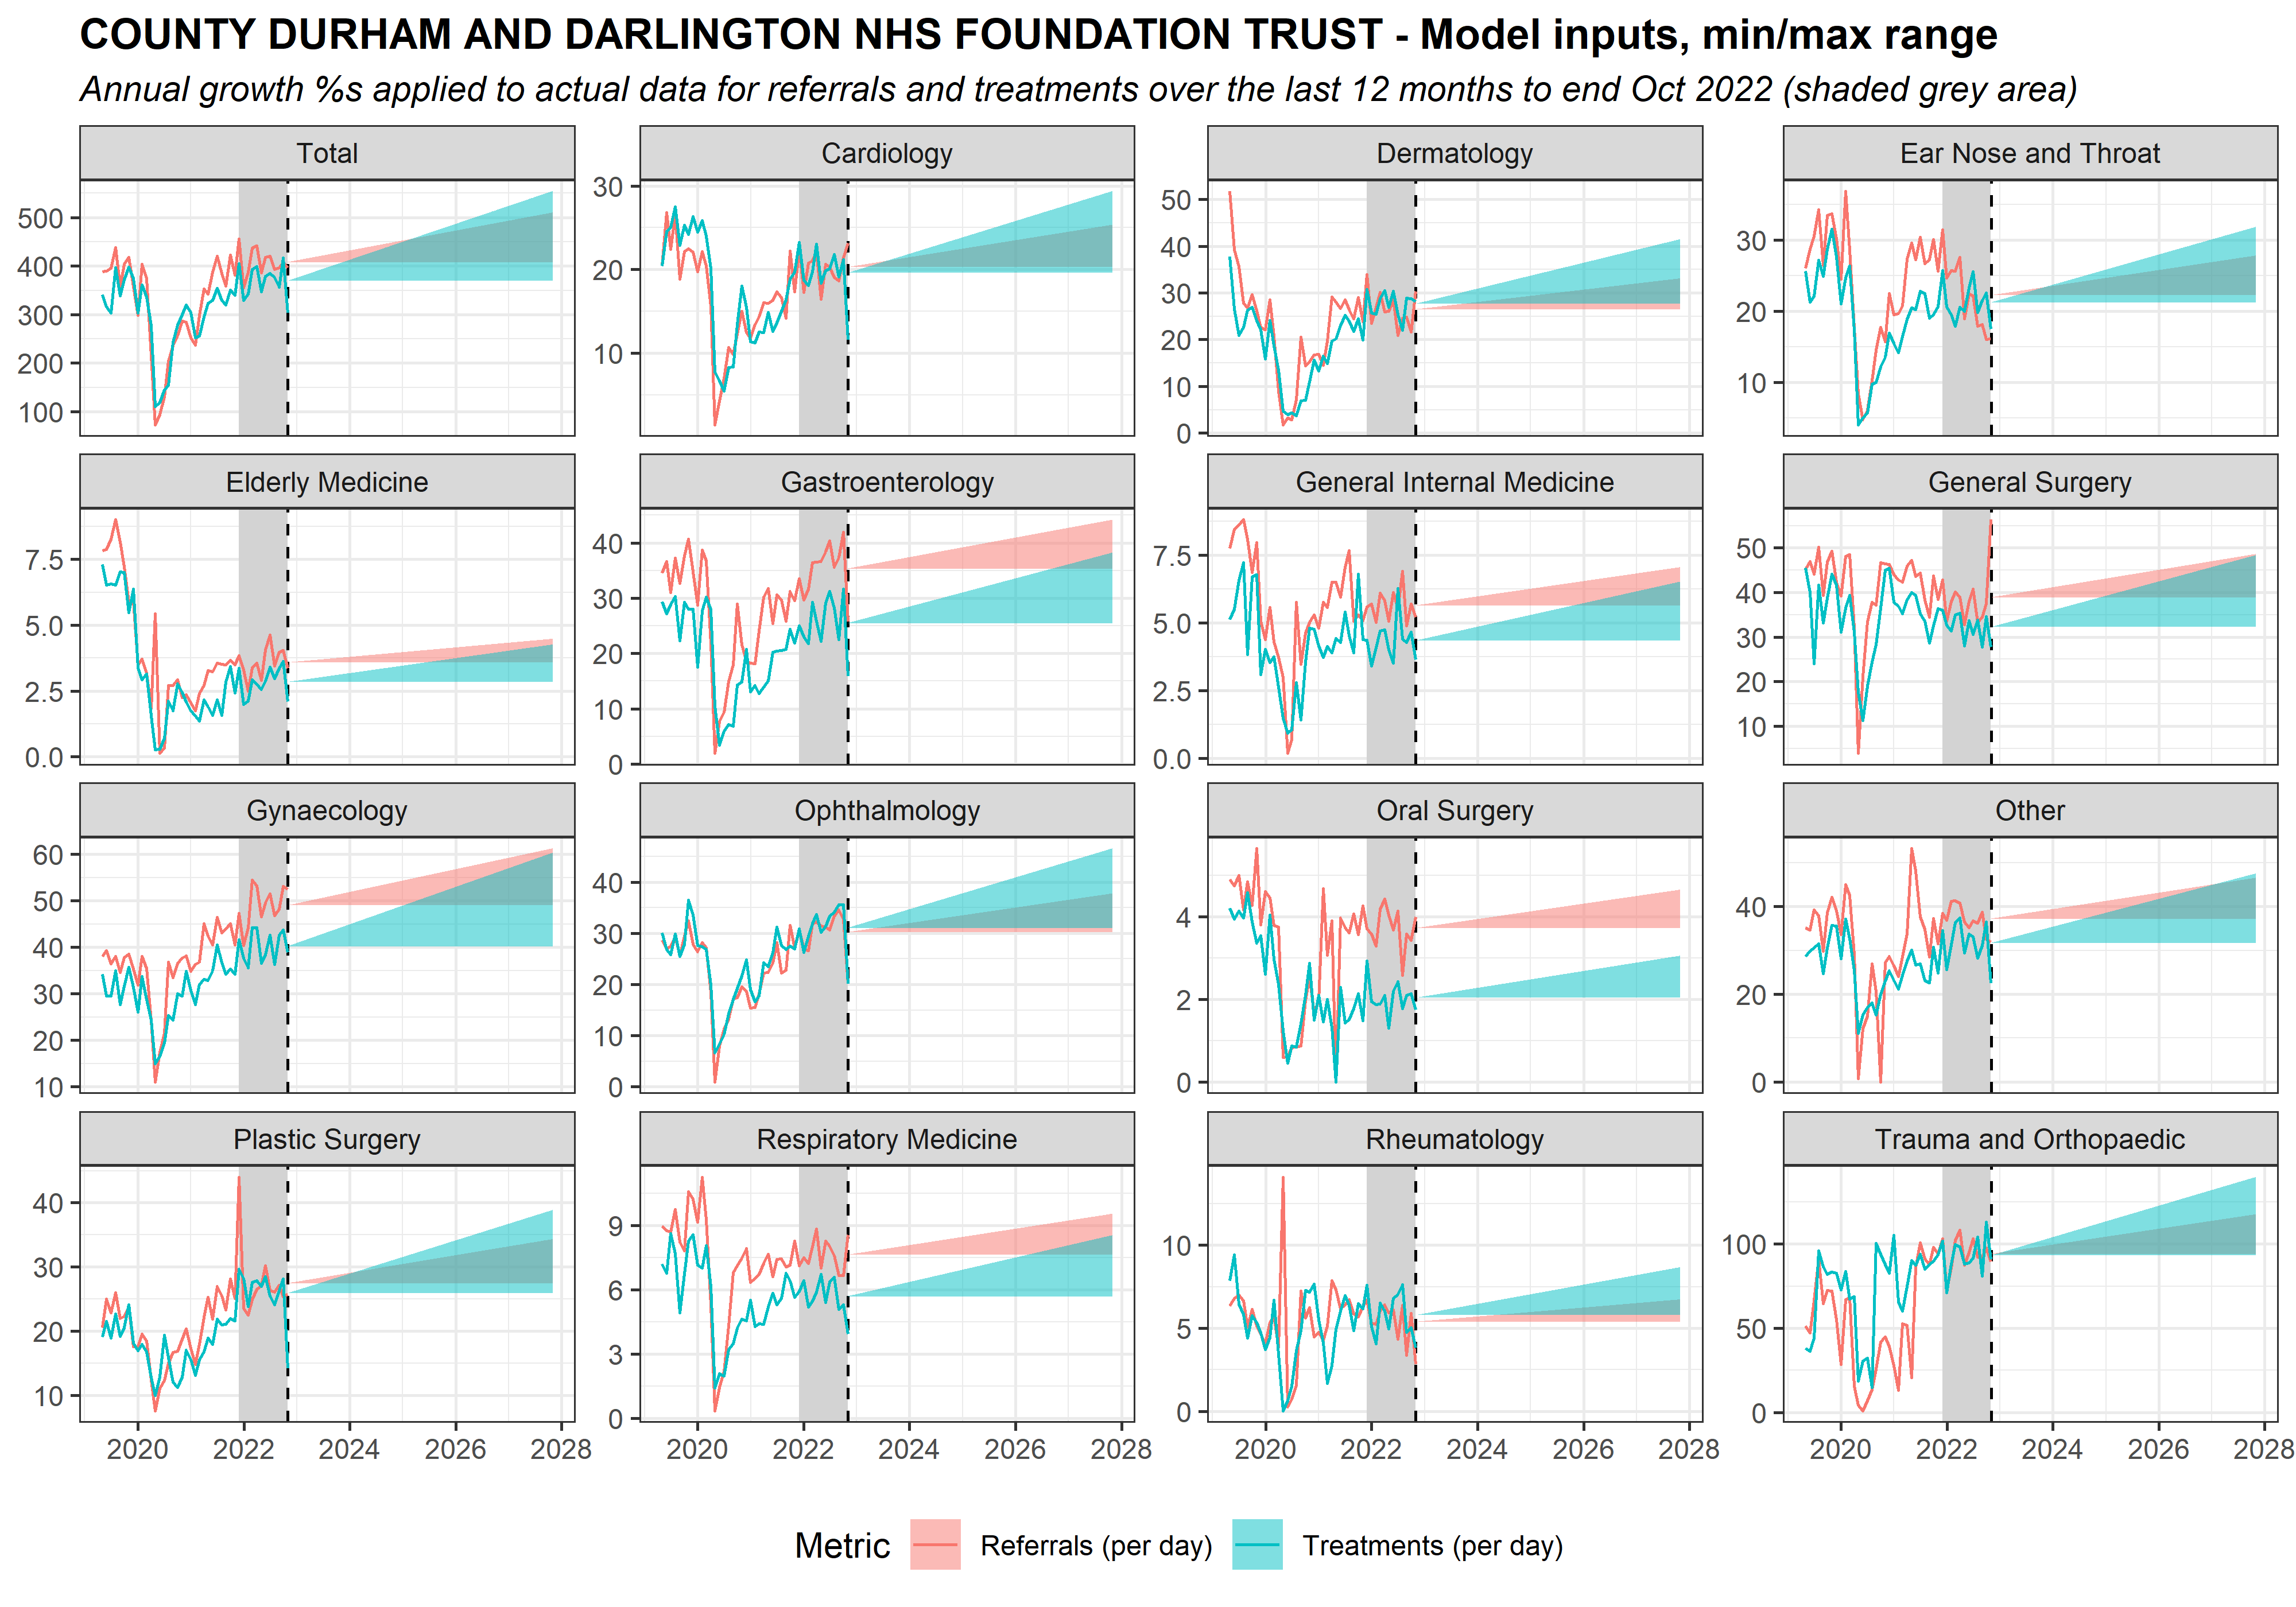 COUNTY DURHAM AND DARLINGTON NHS FOUNDATION TRUST - Model inputs, min/max range
Annual growth %s applied to actual data for referrals and treatments over the last 12 months to end Oct 2022 (shaded grey area)
Total
Cardiology
Dermatology
Ear Nose and Throat
500
400
300
200
100
30
20
10
50
40
30
20
10
0
30
20
10
Elderly Medicine
Gastroenterology
General Internal Medicine
General Surgery
7.5
5.0
2.5
0.0
40
30
20
10
0
7.5
5.0
2.5
0.0
50
40
30
20
10
Gynaecology
Ophthalmology
Oral Surgery
Other
60
50
40
30
20
10
40
30
20
10
0
4
2
0
40
20
0
Plastic Surgery
Respiratory Medicine
Rheumatology
Trauma and Orthopaedic
40
30
20
10
9
6
3
0
10
5
0
100
50
0
2020 2022 2024 2026 2028
2020 2022 2024 2026 2028
2020 2022 2024 2026 2028
2020 2022 2024 2026 2028
Metric Referrals (per day) Treatments (per day)